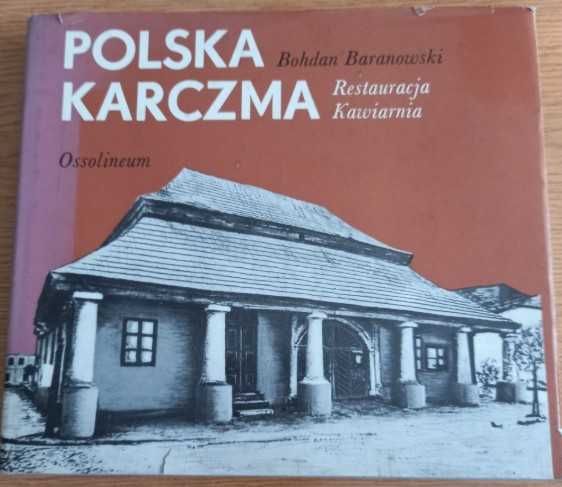 POLSKA
Bohdan Baranowski
KARCZMA
Restauracja
Kawiarnia
Ossolineum